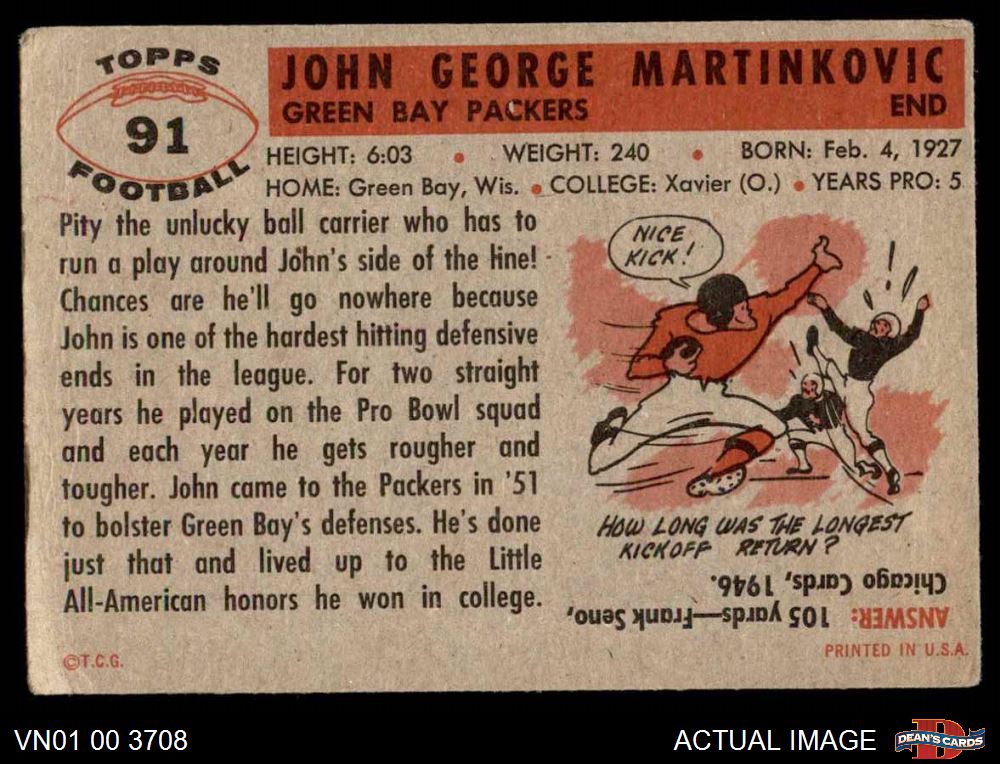 TOPPS
91
FOOTBALL
JOHN GEORGE MARTINKOVIC
GREEN BAY PACKERS END
HEIGHT: 6:03 • WEIGHT: 240 • BORN: Feb. 4, 1927
HOME: Green Bay, Wis. • COLLEGE: Xavier (O.) • YEARS PRO: 5
Pity the unlucky ball carrier who has to
run a play around John's side of the line!
Chances are he'll go nowhere because
John is one of the hardest hitting defensive
ends in the league. For two straight
years he played on the Pro Bowl squad
and each year he gets rougher and
tougher. John came to the Packers in '51
to bolster Green Bay's defenses. He's done
just that and lived up to the Little
All-American honors he won in college.
©T.C.G.
NICE
KICK!
! ! !
HOW LONG WAS THE LONGEST
KICKOFF RETURN?
ANSWER: 105 yards—Frank Seno,
Chicago Cards, 1946.
PRINTED IN U.S.A.
VN01 00 3708
ACTUAL IMAGE
DEAN'S CARDS